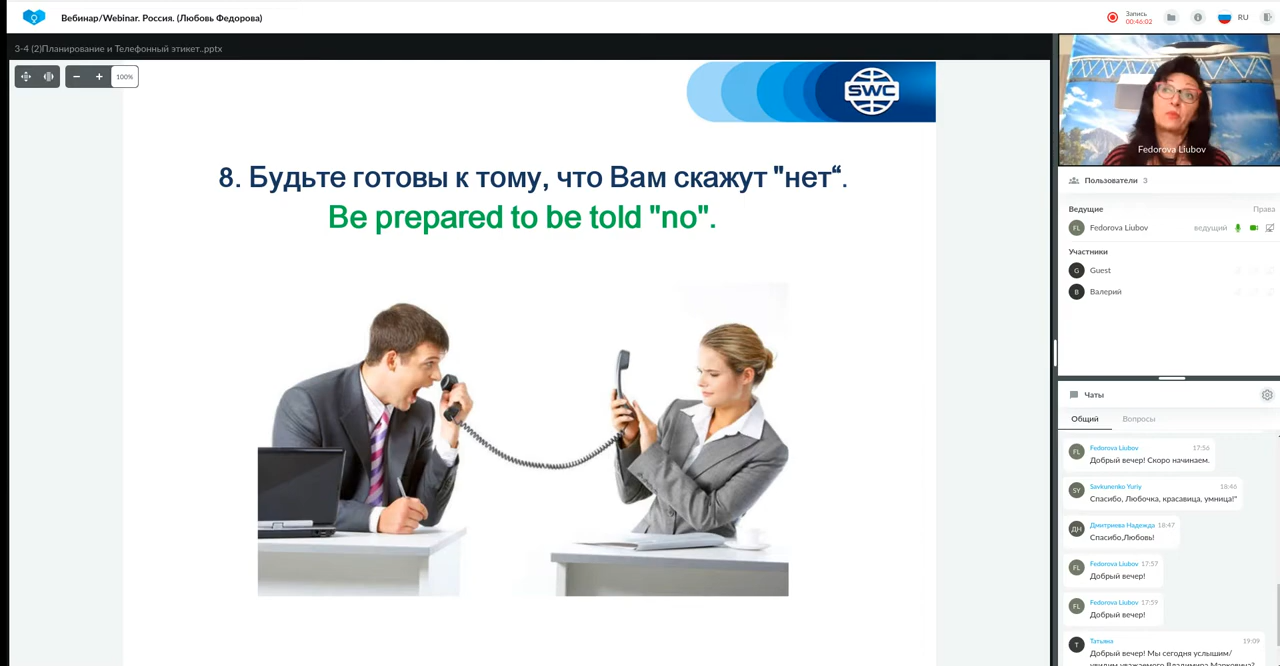 Вебинар/Webinar. Россия. (Любовь Федорова)
Запись
00:46:02
RU
3-4 (2)Планирование и Телефонный этикет..pptx
100%
SWC
8. Будьте готовы к тому, что Вам скажут "нет“.
Be prepared to be told "no".
Fedorova Liubov
Пользователи 3
Ведущие Права
FL Fedorova Liubov ведущий
Участники
G Guest
В Валерий
Чаты
Общий Вопросы
FL Fedorova Liubov 17:56
Добрый вечер! Скоро начинаем.
SY Savkunenko Yuriy 18:46
Спасибо, Любочка, красавица, умница!"
ДН Дмитриева Надежда 18:47
Спасибо,Любовь!
FL Fedorova Liubov 17:57
Добрый вечер!
FL Fedorova Liubov 17:59
Добрый вечер!
Т Татьяна 19:09
Добрый вечер! Мы сегодня услышим/
увидим уважаемого Владимира Марковича?